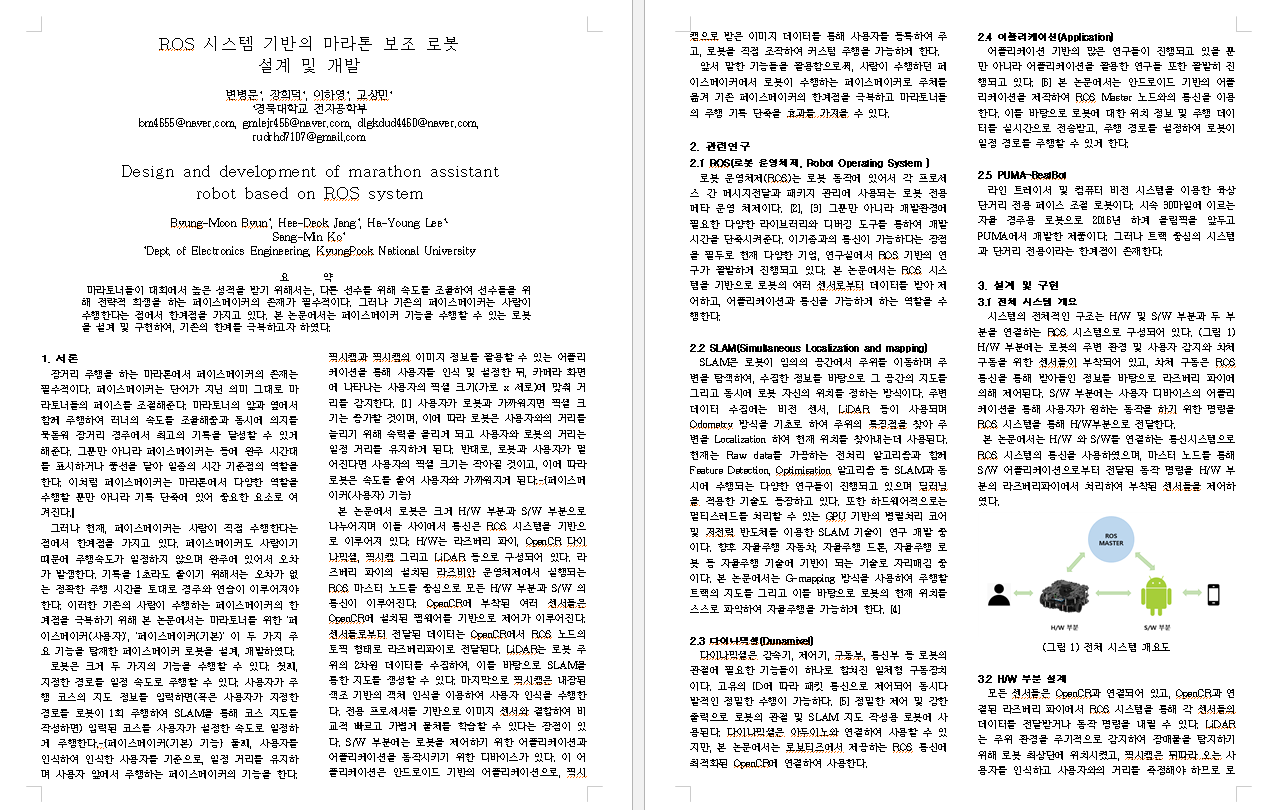 ROS 시스템 기반의 마라톤 보조 로봇
설계 및 개발
변병문*, 장희덕*, 이하영*, 고상민*
*경북대학교 전자공학부
bm4655@naver.com, gmlejr456@naver.com, dlgkdud4460@naver.com,
rudrhd7107@gmail.com
Design and development of marathon assistant
robot based on ROS system
Byung-Moon Byun*, Hee-Deok Jang*, Ha-Young Lee*,
Sang-Min Ko*
*Dept. of Electronics Engineering, KyungPook National University
요 약
마라토너들이 대회에서 높은 성적을 받기 위해서는, 다른 선수를 위해 속도를 조율하여 선수들을 위
해 전략적 희생을 하는 페이스메이커의 존재가 필수적이다. 그러나 기존의 페이스메이커는 사람이
수행한다는 점에서 한계점을 가지고 있다. 본 논문에서는 페이스메이커 기능을 수행할 수 있는 로봇
을 설계 및 구현하여, 기존의 한계를 극복하고자 하였다.
1. 서론
장거리 주행을 하는 마라톤에서 페이스메이커의 존재는
필수적이다. 페이스메이커는 단어가 지닌 의미 그대로 마
라토너들의 페이스를 조절해준다. 마라토너의 앞과 옆에서
함께 주행하여 러너의 속도를 조율해줌과 동시에 의지를
북돋워 장거리 경주에서 최고의 기록을 달성할 수 있게
해준다. 그뿐만 아니라 페이스메이커는 등에 완주 시간대
를 표시하거나 풍선을 달아 일종의 시간 기준점의 역할을
한다. 이처럼 페이스메이커는 마라톤에서 다양한 역할을
수행할 뿐만 아니라 기록 단축에 있어 중요한 요소로 여
겨진다.
그러나 현재, 페이스메이커는 사람이 직접 수행한다는
점에서 한계점을 가지고 있다. 페이스메이커도 사람이기
때문에 주행속도가 일정하지 않으며 완주에 있어서 오차
가 발생한다. 기록을 1초라도 줄이기 위해서는 오차가 없
는 정확한 주행 시간을 토대로 경주와 연습이 이루어져야
한다. 이러한 기존의 사람이 수행하는 페이스메이커의 한
계점을 극복하기 위해 본 논문에서는 마라토너를 위한 '페
이스메이커(사용자)', '페이스메이커(기본)' 이 두 가지 주
요 기능을 탑재한 페이스메이커 로봇을 설계, 개발하였다.
로봇은 크게 두 가지의 기능을 수행할 수 있다. 첫째,
지정한 경로를 일정 속도로 주행할 수 있다. 사용자가 주
행 코스의 지도 정보를 입력하면(혹은 사용자가 지정한
경로를 로봇이 1회 주행하여 SLAM을 통해 코스 지도를
작성하면) 입력된 코스를 사용자가 설정한 속도로 일정하
게 주행한다.-(페이스메이커(기본) 기능) 둘째, 사용자를
인식하여 인식한 사용자를 기준으로, 일정 거리를 유지하
며 사용자 앞에서 주행하는 페이스메이커의 기능을 한다.
픽시캠과 픽시캠의 이미지 정보를 활용할 수 있는 어플리
케이션을 통해 사용자를 인식 및 설정한 뒤, 카메라 화면
에 나타나는 사용자의 픽셀 크기(가로 x 세로)에 맞춰 거
리를 감지한다. [1] 사용자가 로봇과 가까워지면 픽셀 크
기는 증가할 것이며, 이에 따라 로봇은 사용자와의 거리를
늘리기 위해 속력을 올리게 되고 사용자와 로봇의 거리는
일정 거리를 유지하게 된다. 반대로, 로봇과 사용자가 멀
어진다면 사용자의 픽셀 크기는 작아질 것이고, 이에 따라
로봇은 속도를 줄여 사용자와 가까워지게 된다.-(페이스메
이커(사용자) 기능)
본 논문에서 로봇은 크게 H/W 부분과 S/W 부분으로
나누어지며 이들 사이에서 통신은 ROS 시스템을 기반으
로 이루어져 있다. H/W는 라즈베리 파이, OpenCR 다이
나믹셀, 픽시캠 그리고 LiDAR 등으로 구성되어 있다. 라
즈베리 파이의 설치된 라즈비안 운영체제에서 실행되는
ROS 마스터 노드를 중심으로 모든 H/W 부분과 S/W 의
통신이 이루어진다. OpenCR에 부착된 여러 센서들은
OpenCR에 설치된 펌웨어를 기반으로 제어가 이루어진다.
센서들로부터 전달된 데이터는 OpenCR에서 ROS 노드의
토픽 형태로 라즈베리파이로 전달된다. LiDAR는 로봇 주
위의 2차원 데이터를 수집하여, 이를 바탕으로 SLAM을
통한 지도를 생성할 수 있다. 마지막으로 픽시캠은 내장된
색조 기반의 객체 인식을 이용하여 사용자 인식을 수행한
다. 전용 프로세서를 기반으로 이미지 센서와 결합하여 비
교적 빠르고 가볍게 물체를 학습할 수 있다는 장점이 있
다. S/W 부분에는 로봇을 제어하기 위한 어플리케이션과
어플리케이션을 동작시키기 위한 디바이스가 있다. 이 어
플리케이션은 안드로이드 기반의 어플리케이션으로, 픽시
캠으로 받은 이미지 데이터를 통해 사용자를 등록하여 주
고, 로봇을 직접 조작하여 커스텀 주행을 가능하게 한다.
앞서 말한 기능들을 활용함으로써, 사람이 수행하던 페
이스메이커에서 로봇이 수행하는 페이스메이커로 주체를
옮겨 기존 페이스메이커의 한계점을 극복하고 마라토너들
의 주행 기록 단축을 효과를 가져올 수 있다.
2. 관련연구
2.1 ROS(로봇 운영체제, Robot Operating System )
로봇 운영체제(ROS)는 로봇 동작에 있어서 각 프로세
스 간 메시지전달과 패키지 관리에 사용되는 로봇 전용
메타 운영 체제이다. [2], [3] 그뿐만 아니라 개발환경에
필요한 다양한 라이브러리와 디버깅 도구를 통하여 개발
시간을 단축시켜준다. 이기종과의 통신이 가능하다는 장점
을 필두로 현재 다양한 기업, 연구실에서 ROS 기반의 연
구가 활발하게 진행되고 있다. 본 논문에서는 ROS 시스
템을 기반으로 로봇의 여러 센서로부터 데이터를 받아 제
어하고, 어플리케이션과 통신을 가능하게 하는 역할을 수
행한다.
2.2 SLAM(Simultaneous Localization and mapping)
SLAM은 로봇이 임의의 공간에서 주위를 이동하며 주
변을 탐색하여, 수집한 정보를 바탕으로 그 공간의 지도를
그리고 동시에 로봇 자신의 위치를 정하는 방식이다. 주변
데이터 수집에는 비전 센서, LiDAR 등이 사용되며
Odometry 방식을 기초로 하여 주위의 특징점을 찾아 주
변을 Localization 하여 현재 위치를 찾아내는데 사용된다.
현재는 Raw data를 가공하는 전처리 알고리즘과 함께
Feature Detection, Optimisation 알고리즘 등 SLAM과 동
시에 수행되는 다양한 연구들이 진행되고 있으며 딥러닝
을 적용한 기술도 등장하고 있다. 또한 하드웨어적으로는
멀티스레드를 처리할 수 있는 GPU 기반의 병렬처리 코어
및 저전력 반도체를 이용한 SLAM 기술이 연구 개발 중
이다. 향후 자율주행 자동차, 자율주행 드론, 자율주행 로
봇 등 자율주행 기술에 기반이 되는 기술로 자리매김 중
이다. 본 논문에서는 G-mapping 방식을 사용하여 주행할
트랙의 지도를 그리고 이를 바탕으로 로봇의 현재 위치를
스스로 파악하여 자율주행을 가능하게 한다. [4]
2.3 다이나믹셀(Dunamixel)
다이나믹셀은 감속기, 제어기, 구동부, 통신부 등 로봇의
관절에 필요한 기능들이 하나로 합쳐진 일체형 구동장치
이다. 고유의 ID에 따라 패킷 통신으로 제어되어 동시다
발적인 정밀한 수행이 가능하다. [5] 정밀한 제어 및 강한
출력으로 로봇의 관절 및 SLAM 지도 작성용 로봇에 사
용된다. 다이나믹셀은 아두이노와 연결하여 사용할 수 있
지만, 본 논문에서는 로보티즈에서 제공하는 ROS 통신에
최적화된 OpenCR에 연결하여 사용한다.
2.4 어플리케이션(Application)
어플리케이션 기반의 많은 연구들이 진행되고 있을 뿐
만 아니라 어플리케이션을 활용한 연구들 또한 활발히 진
행되고 있다. [6] 본 논문에서는 안드로이드 기반의 어플
리케이션을 제작하여 ROS Master 노드와의 통신을 이용
한다. 이를 바탕으로 로봇에 대한 위치 정보 및 주행 데이
터를 실시간으로 전송받고, 주행 경로를 설정하여 로봇이
일정 경로를 주행할 수 있게 한다.
2.5 PUMA-BeatBot
라인 트레이서 및 컴퓨터 비전 시스템을 이용한 육상
단거리 전용 페이스 조절 로봇이다. 시속 30마일에 이르는
자율 경주용 로봇으로 2016년 하계 올림픽을 앞두고
PUMA에서 개발한 제품이다. 그러나 트랙 중심의 시스템
과 단거리 전용이라는 한계점이 존재한다.
3. 설계 및 구현
3.1 전체 시스템 개요
시스템의 전체적인 구조는 H/W 및 S/W 부분과 두 부
분을 연결하는 ROS 시스템으로 구성되어 있다. (그림 1)
H/W 부분에는 로봇의 주변 환경 및 사용자 감지와 차체
구동을 위한 센서들이 부착되어 있고, 차체 구동은 ROS
통신을 통해 받아들인 정보를 바탕으로 라즈베리 파이에
의해 제어된다. S/W 부분에는 사용자 디바이스의 어플리
케이션을 통해 사용자가 원하는 동작을 하기 위한 명령을
ROS 시스템을 통해 H/W부분으로 전달한다.
본 논문에서는 H/W 와 S/W를 연결하는 통신시스템으로
ROS 시스템의 통신을 사용하였으며, 마스터 노드를 통해
S/W 어플리케이션으로부터 전달된 동작 명령을 H/W 부
분의 라즈베리파이에서 처리하여 부착된 센서들을 제어하
였다.
ROS
MASTER
H/W 부분
S/W 부분
(그림 1) 전체 시스템 개요도
3.2 H/W 부분 설계
모든 센서들은 OpenCR과 연결되어 있고, OpenCR과 연
결된 라즈베리 파이에서 ROS 시스템을 통해 각 센서들의
데이터를 전달받거나 동작 명령을 내릴 수 있다. LiDAR
는 주위 환경을 주기적으로 감지하여 장애물을 탐지하기
위해 로봇 최상단에 위치시켰고, 픽시캠은 뒤따라 오는 사
용자를 인식하고 사용자와의 거리를 측정해야 하므로 로